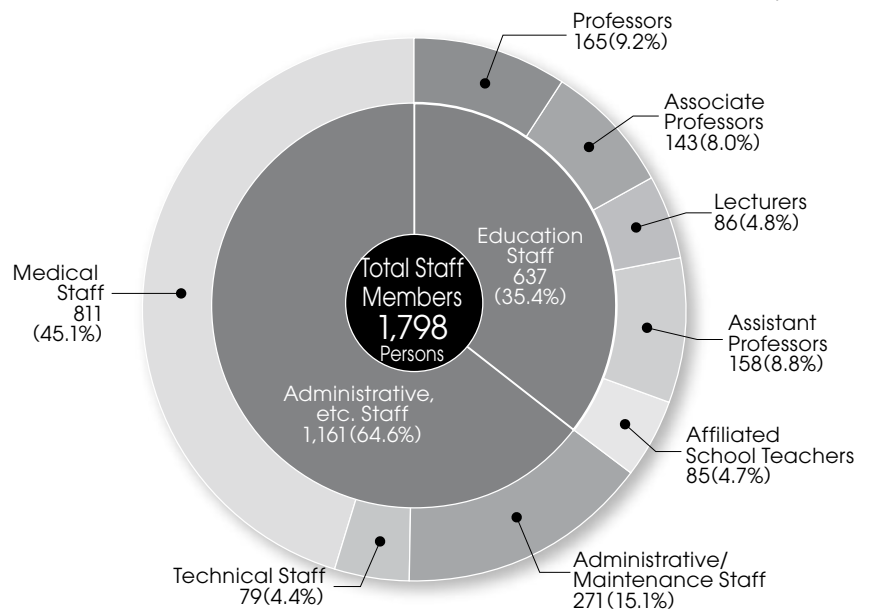 Professors
165(9.2%)
Associate
Professors
143(8.0%)
Lecturers
86(4.8%)
Education
Staff
637
(35.4%)
Total Staff
Members
1,798
Persons
Medical
Staff
811
(45.1%)
Assistant
Professors
158(8.8%)
Administrative,
etc. Staff
1,161(64.6%)
Affiliated
School Teachers
85(4.7%)
Technical Staff
79(4.4%)
Administrative/
Maintenance Staff
271(15.1%)